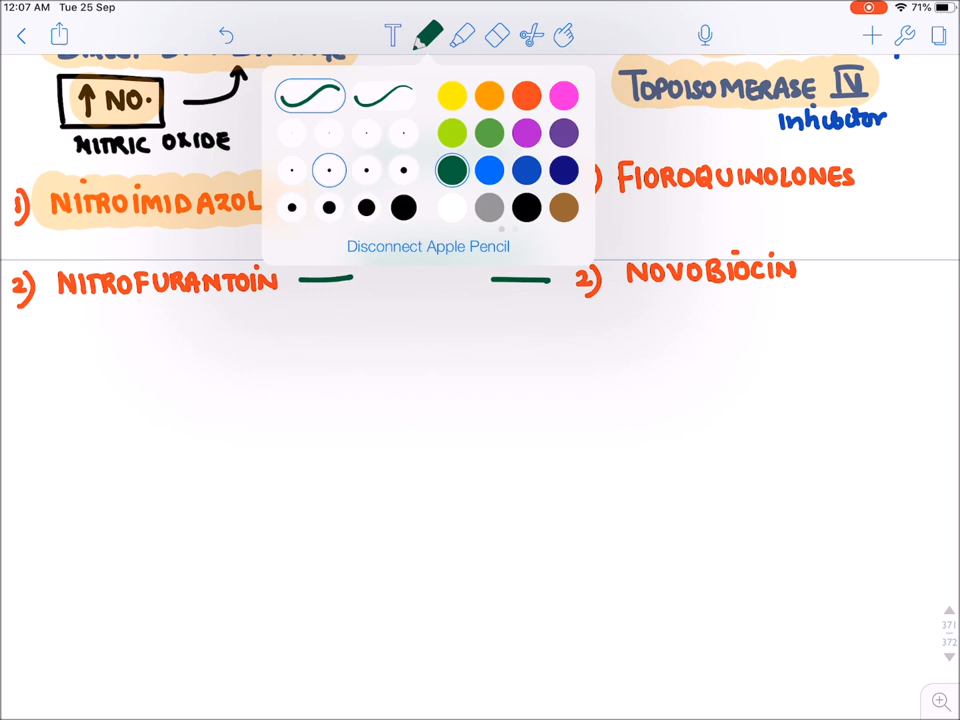 12:07 AM Tue 25 Sep
71%
T
↑ NO.
NITRIC OXIDE
TOPOISOMERASE IV
Inhibitor
1) NITROIMIDAZOL
) FlOROQUINOLONES
Disconnect Apple Pencil
2) NITROFURANTOIN
2) NOVOBIOCIN
371
372